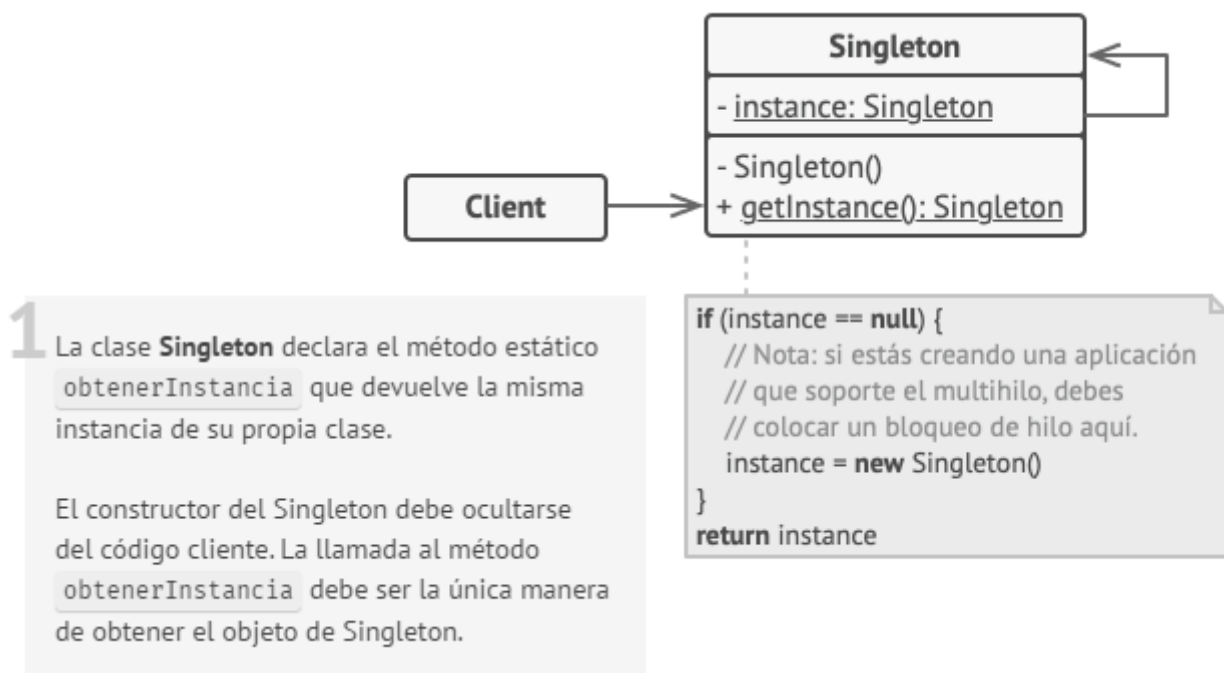 Singleton
- instance: Singleton
- Singleton()
+ getInstance(): Singleton
Client
1
La clase Singleton declara el método estático
obtenerInstancia que devuelve la misma
instancia de su propia clase.
El constructor del Singleton debe ocultarse
del código cliente. La llamada al método
obtenerInstancia debe ser la única manera
de obtener el objeto de Singleton.
if (instance == null) {
// Nota: si estás creando una aplicación
// que soporte el multihilo, debes
// colocar un bloqueo de hilo aquí.
instance = new Singleton()
}
return instance